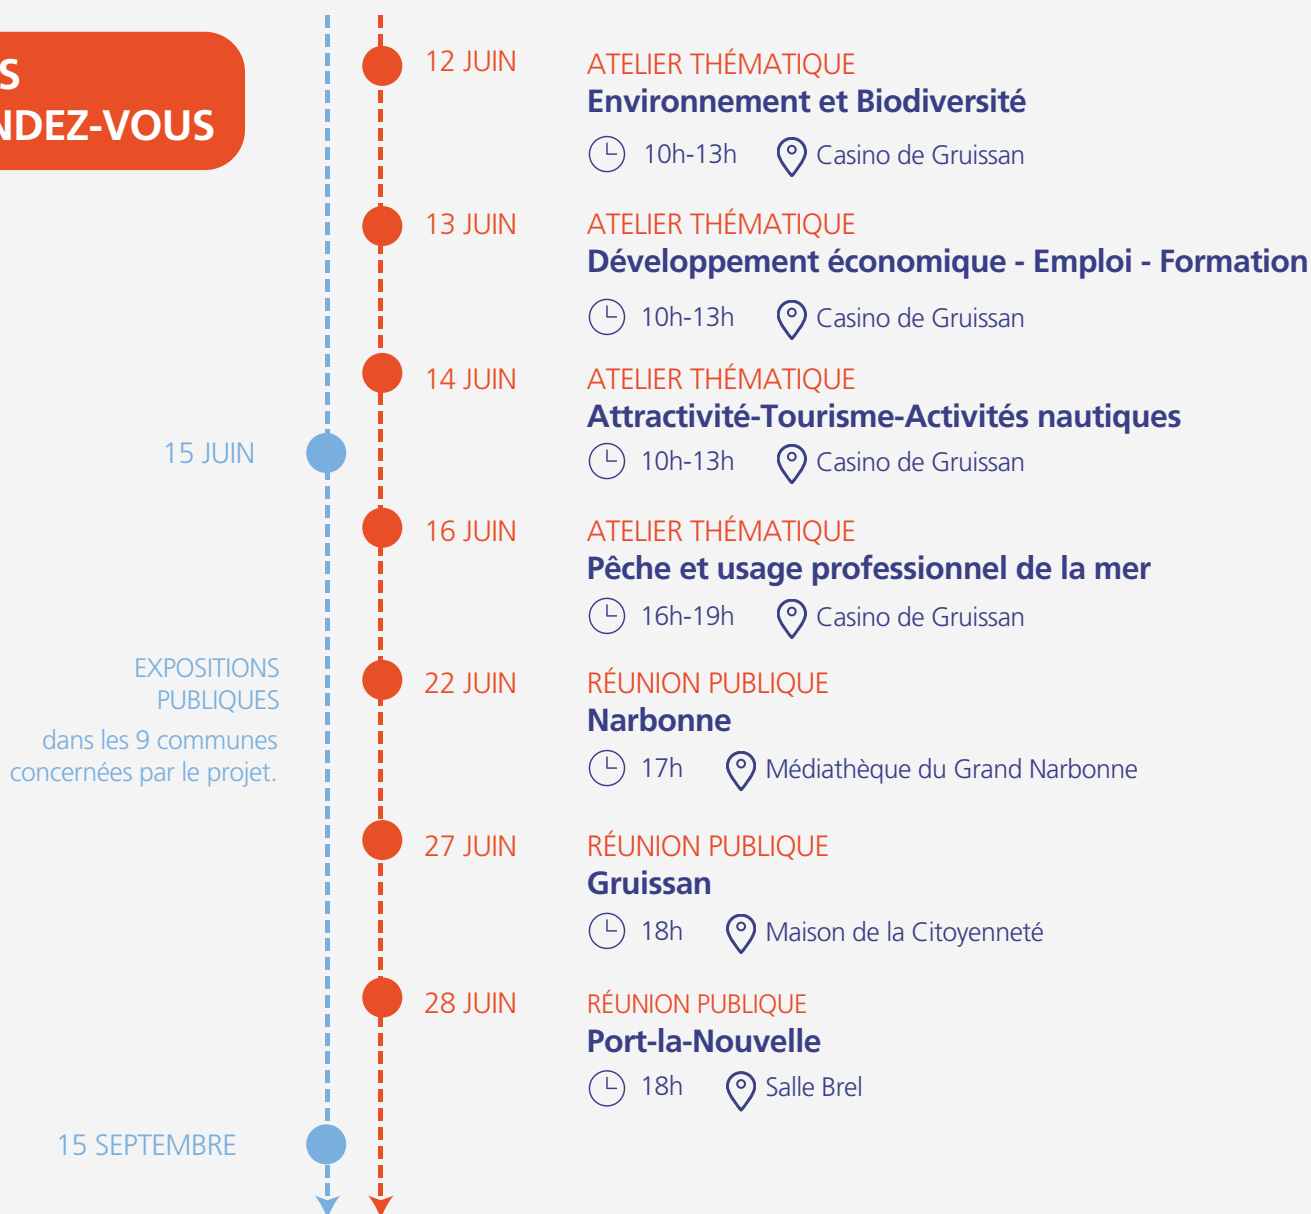 S
NDEZ-VOUS
12 JUIN
ATELIER THÉMATIQUE
Environnement et Biodiversité
10h-13h Casino de Gruissan
13 JUIN
ATELIER THÉMATIQUE
Développement économique - Emploi - Formation
10h-13h Casino de Gruissan
14 JUIN
ATELIER THÉMATIQUE
Attractivité-Tourisme-Activités nautiques
10h-13h Casino de Gruissan
15 JUIN
16 JUIN
ATELIER THÉMATIQUE
Pêche et usage professionnel de la mer
16h-19h Casino de Gruissan
EXPOSITIONS
PUBLIQUES
dans les 9 communes
concernées par le projet.
22 JUIN
RÉUNION PUBLIQUE
Narbonne
17h Médiathèque du Grand Narbonne
27 JUIN
RÉUNION PUBLIQUE
Gruissan
18h Maison de la Citoyenneté
28 JUIN
RÉUNION PUBLIQUE
Port-la-Nouvelle
18h Salle Brel
15 SEPTEMBRE